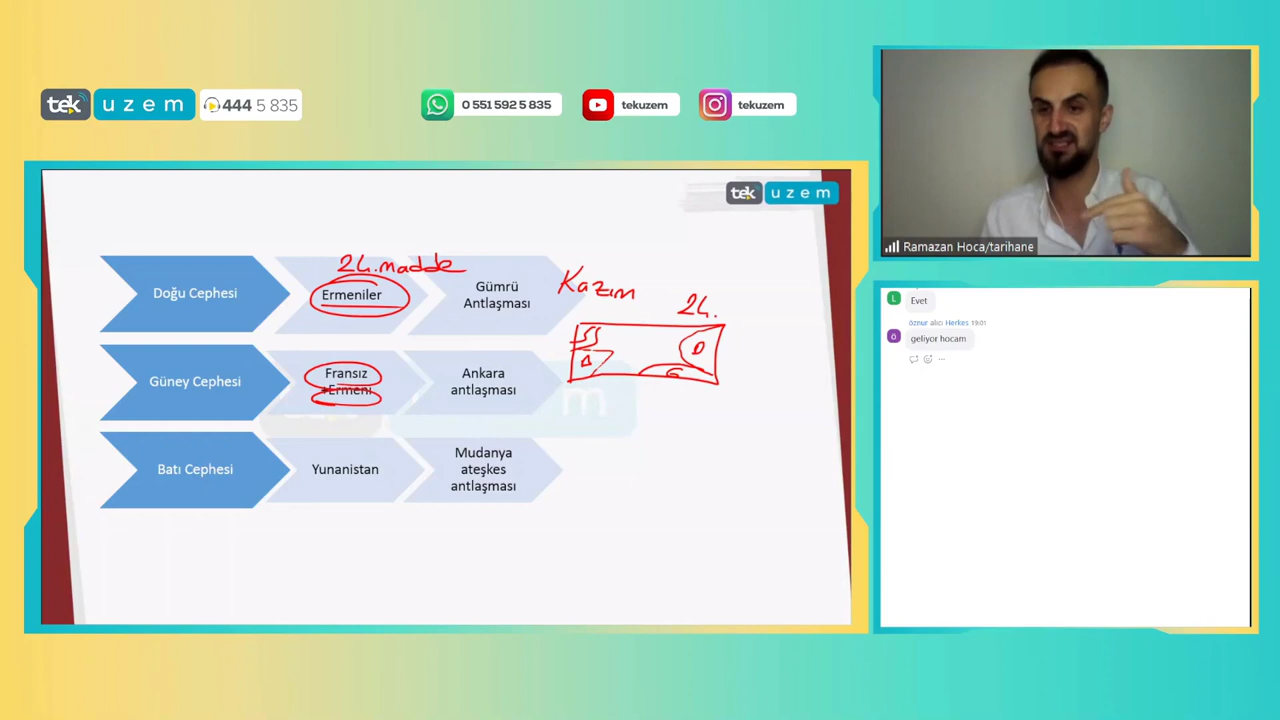 tek uzem 444 5 835
0 551 592 5 835
tekuzem
tekuzem
tek uzem
24. madde
Doğu Cephesi
Ermeniler
Gümrü
Antlaşması
Kazım
24.
D
B
G
Güney Cephesi
Fransız
+Ermeni
Ankara
antlaşması
Batı Cephesi
Yunanistan
Mudanya
ateşkes
antlaşması
Ramazan Hoca/tarihane
L
Evet
öznur alıcı Herkes 19:01
ö
geliyor hocam